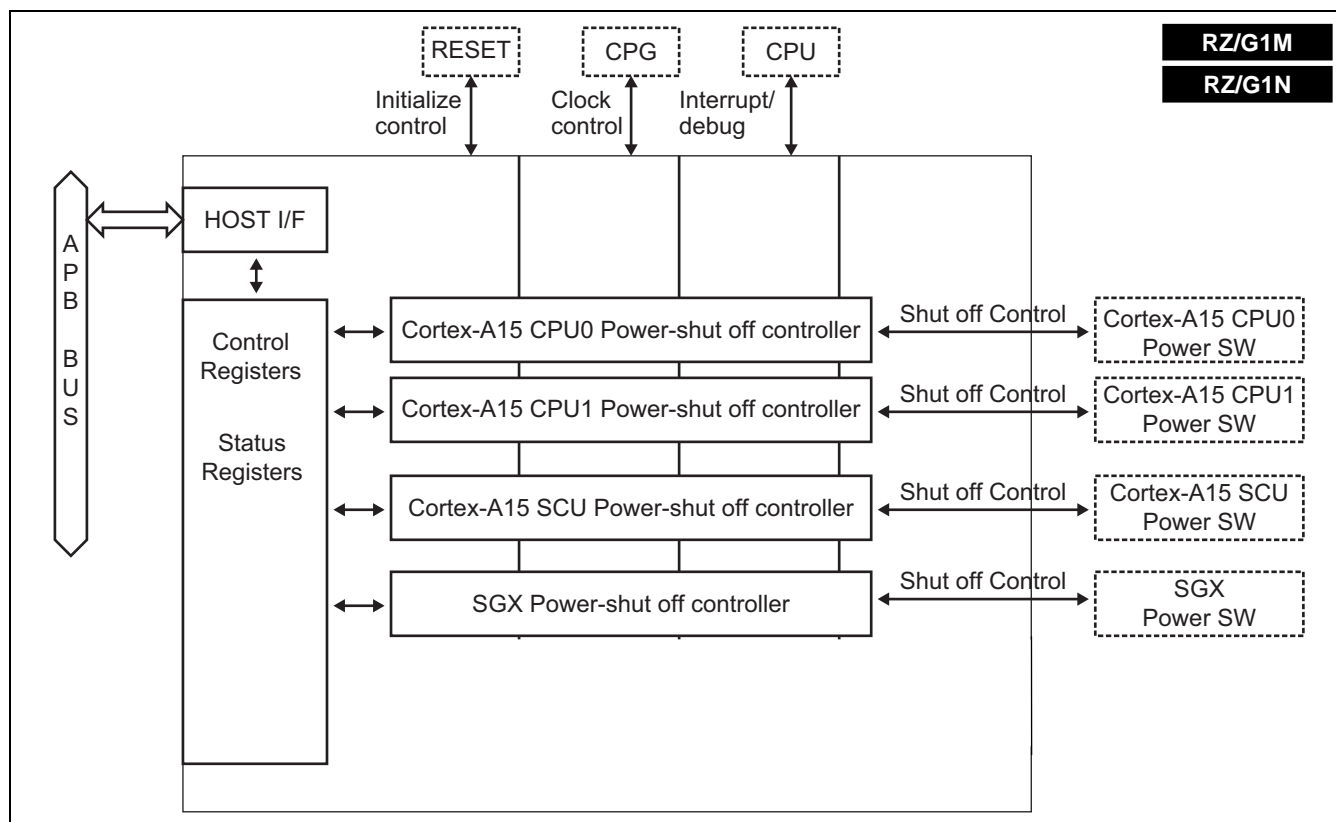 RESET
CPG
CPU
RZ/G1M
RZ/G1N
Initialize
control
Clock
control
Interrupt/
debug
HOST I/F
APB BUS
Control
Registers
Status
Registers
Cortex-A15 CPU0 Power-shut off controller
Shut off Control
Cortex-A15 CPU0
Power SW
Cortex-A15 CPU1 Power-shut off controller
Shut off Control
Cortex-A15 CPU1
Power SW
Cortex-A15 SCU Power-shut off controller
Shut off Control
Cortex-A15 SCU
Power SW
SGX Power-shut off controller
Shut off Control
SGX
Power SW